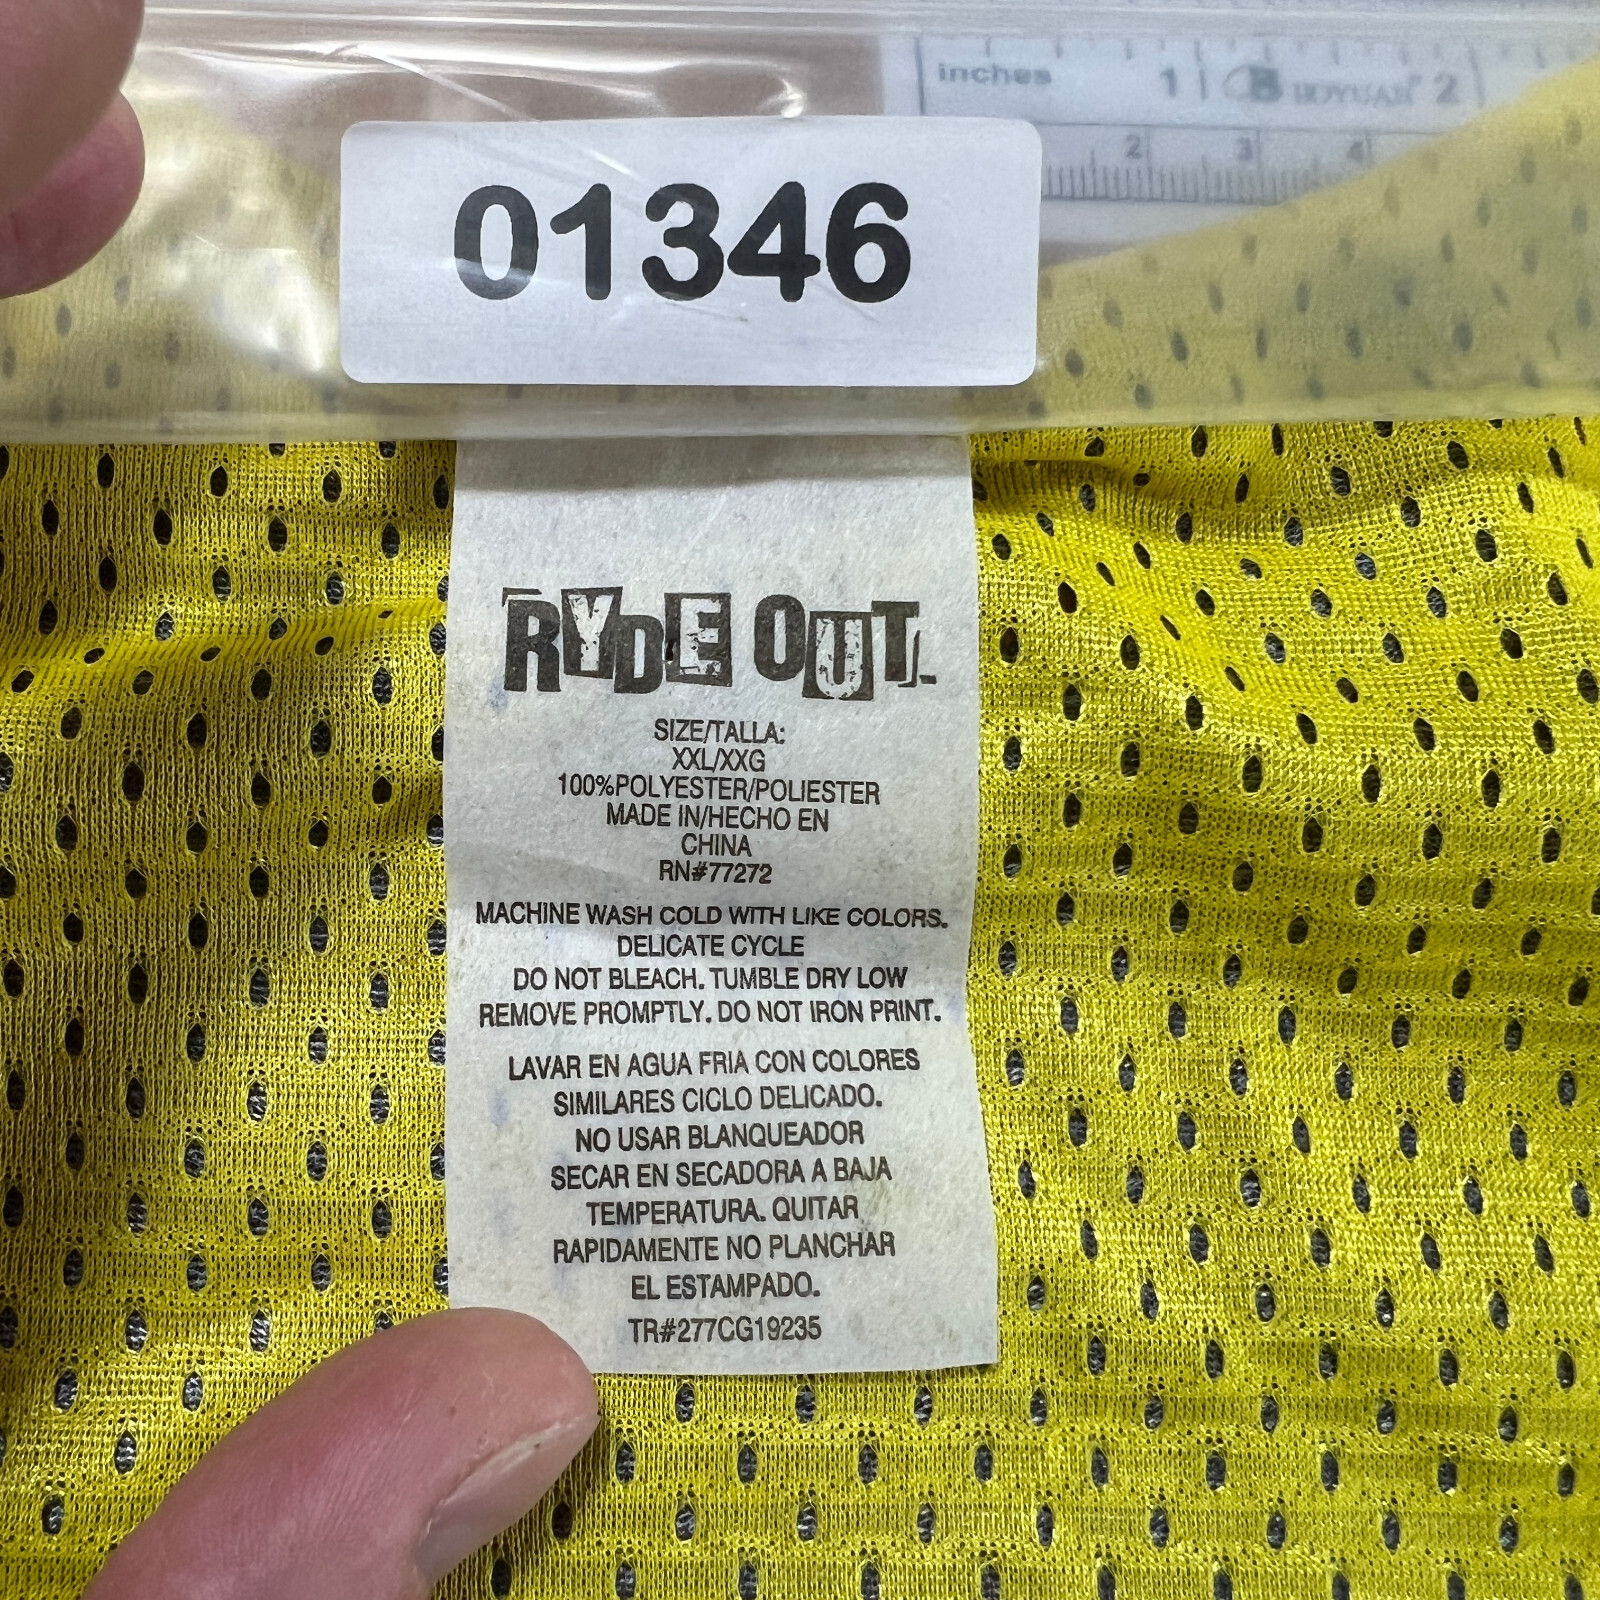 inches 1 2
2 3 4
01346
RYDE OUT
SIZE/TALLA:
XXL/XXG
100%POLYESTER/POLIESTER
MADE IN/HECHO EN
CHINA
RN#77272
MACHINE WASH COLD WITH LIKE COLORS.
DELICATE CYCLE
DO NOT BLEACH. TUMBLE DRY LOW
REMOVE PROMPTLY. DO NOT IRON PRINT.
LAVAR EN AGUA FRIA CON COLORES
SIMILARES CICLO DELICADO.
NO USAR BLANQUEADOR
SECAR EN SECADORA A BAJA
TEMPERATURA. QUITAR
RAPIDAMENTE NO PLANCHAR
EL ESTAMPADO.
TR#277CG19235